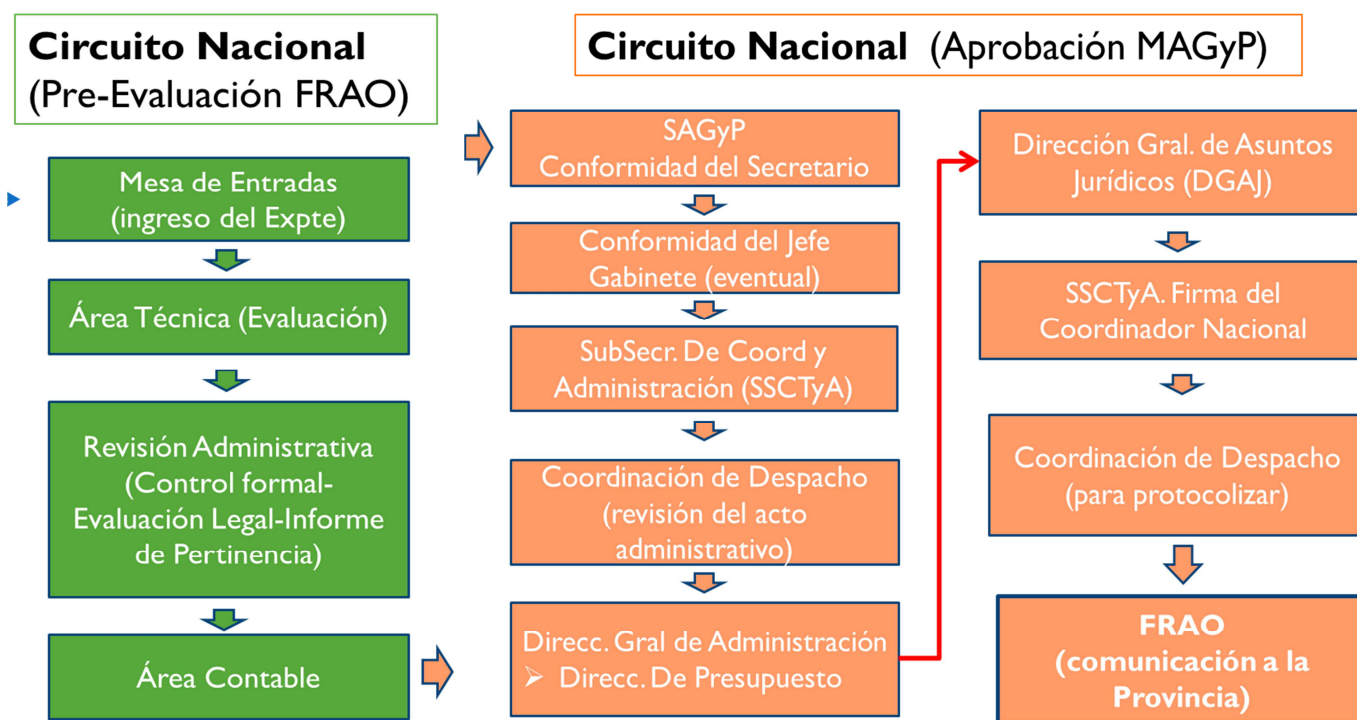 Circuito Nacional
(Pre-Evaluación FRAO)
Mesa de Entradas
(ingreso del Expte)
Área Técnica (Evaluación)
Revisión Administrativa
(Control formal-
Evaluación Legal-Informe
de Pertinencia)
Área Contable
Circuito Nacional (Aprobación MAGyP)
SAGyP
Conformidad del Secretario
Conformidad del Jefe
Gabinete (eventual)
SubSecr. De Coord y
Administración (SSCTyA)
Coordinación de Despacho
(revisión del acto
administrativo)
Direcc. Gral de Administración
➢ Direcc. De Presupuesto
Dirección Gral. de Asuntos
Jurídicos (DGAJ)
SSCTyA. Firma del
Coordinador Nacional
Coordinación de Despacho
(para protocolizar)
FRAO
(comunicación a la
Provincia)